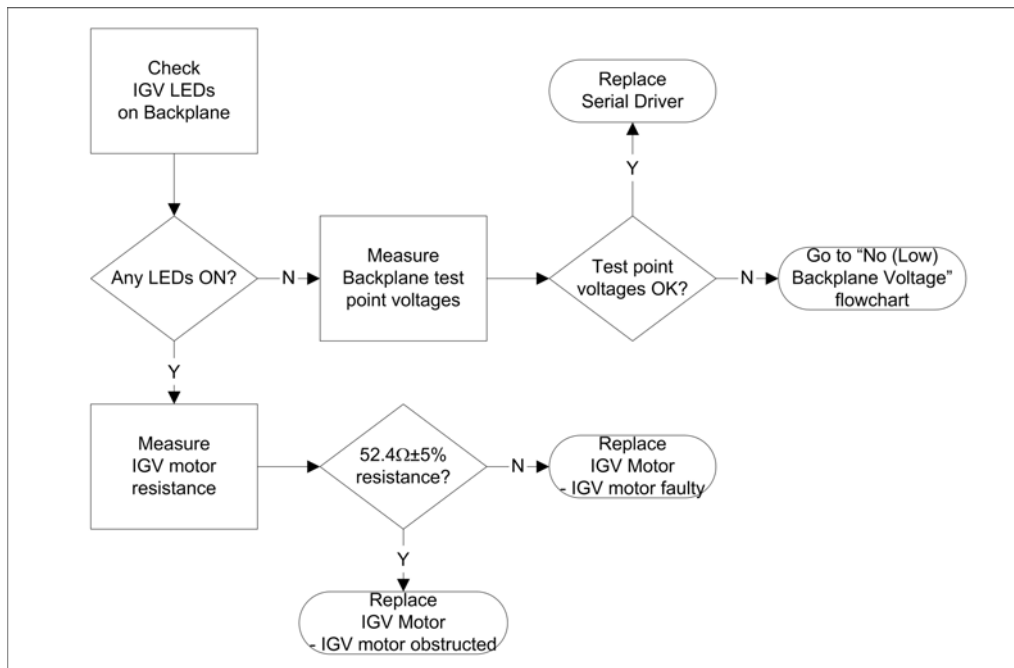 Check
IGV LEDs
on Backplane
Replace
Serial Driver
Y
Any LEDs ON?
N
Measure
Backplane test
point voltages
Test point
voltages OK?
N
Go to “No (Low)
Backplane Voltage”
flowchart
Y
Measure
IGV motor
resistance
52.4Ω±5%
resistance?
N
Replace
IGV Motor
- IGV motor faulty
Y
Replace
IGV Motor
- IGV motor obstructed